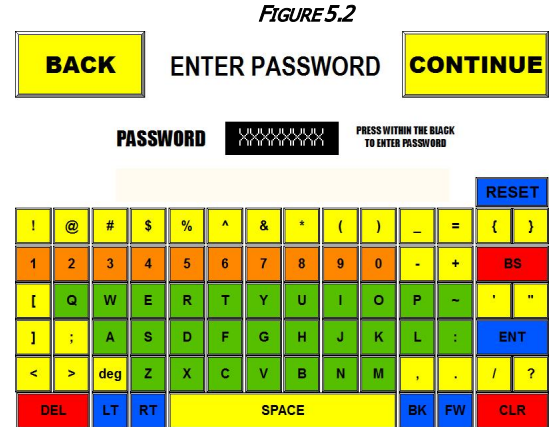 FIGURE 5.2
BACK ENTER PASSWORD CONTINUE
PASSWORD XXXXXXXX PRESS WITHIN THE BLACK
TO ENTER PASSWORD
RESET
! @ # $ % ^ & * ( ) _ = { }
1 2 3 4 5 6 7 8 9 0 - + BS
[ Q W E R T Y U I O P ~ ' "
] ; A S D F G H J K L : ENT
< > deg Z X C V B N M , . / ?
DEL LT RT SPACE BK FW CLR